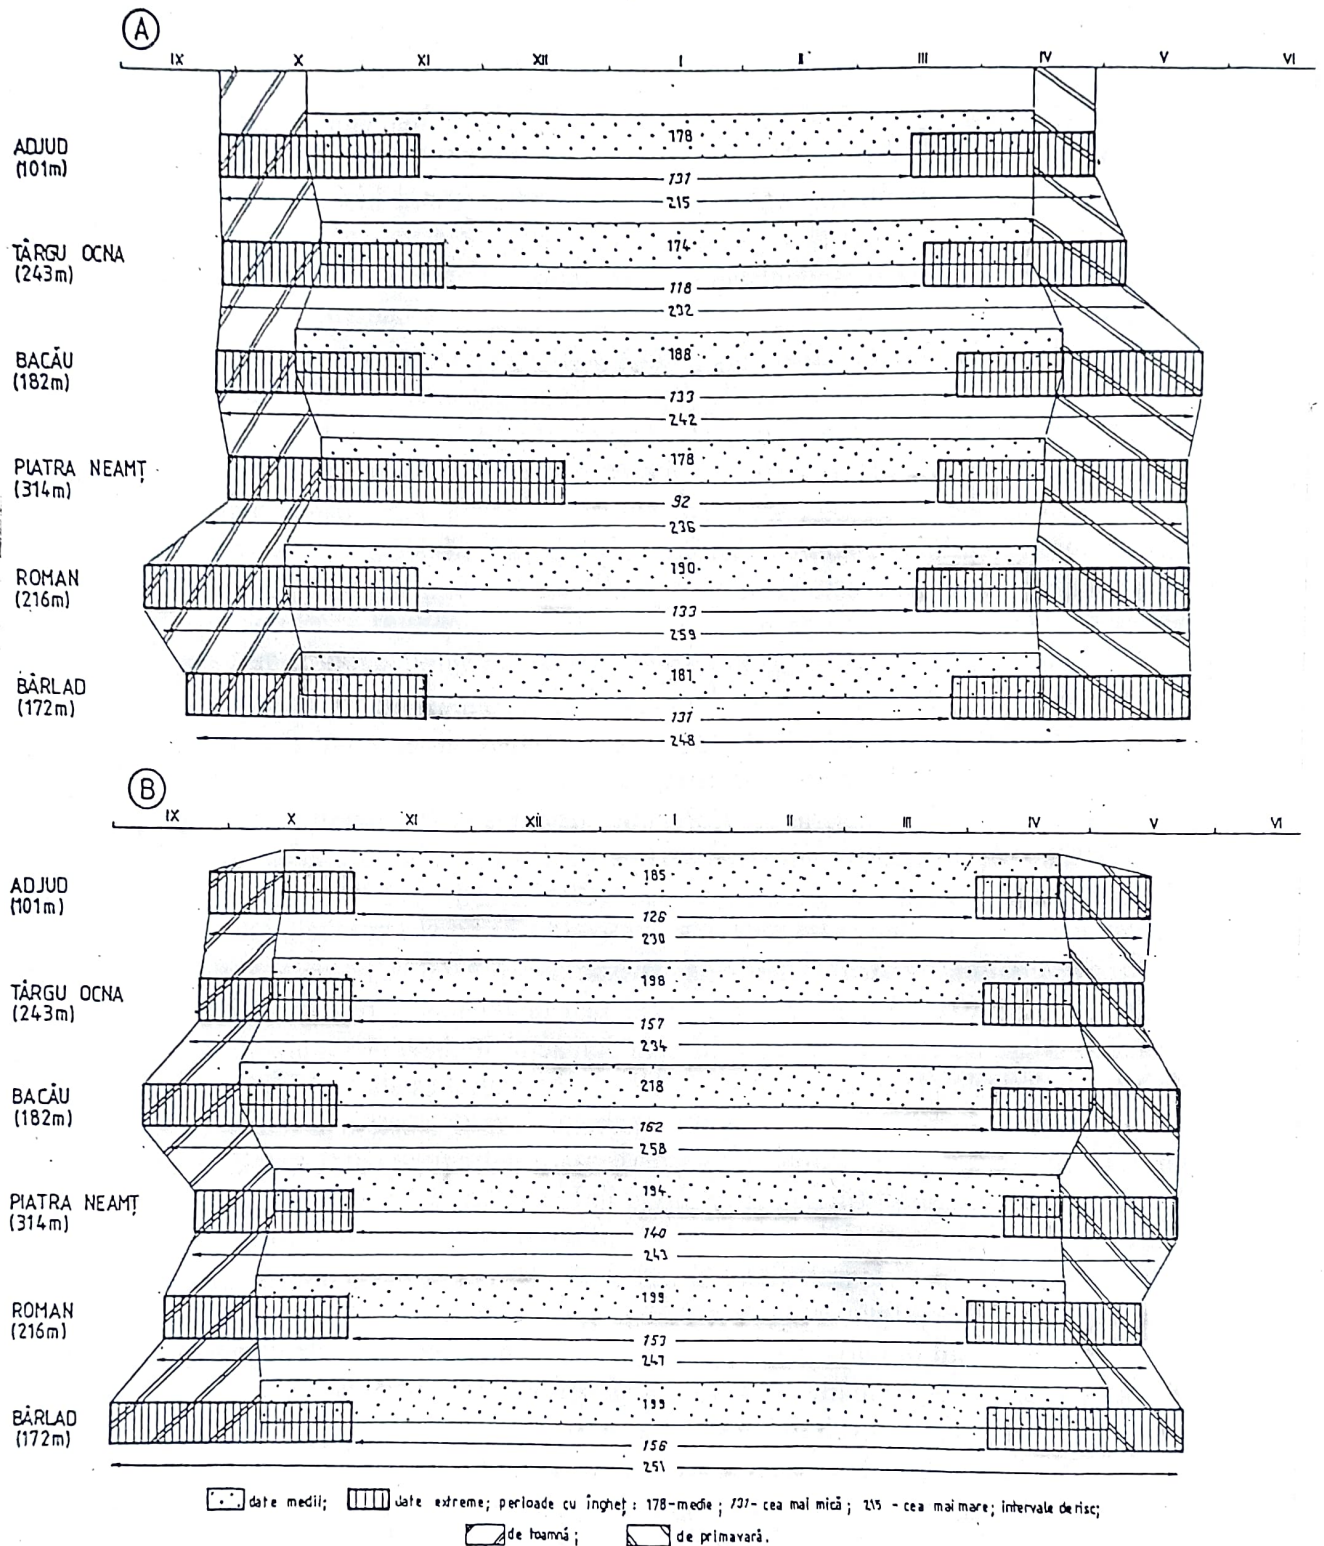 A
IX X XI XII I II III IV V VI
178
ADJUD
(101m)
131
215
174
TÂRGU OCNA
(243m)
118
232
188
BACĂU
(182m)
133
242
178
PIATRA NEAMȚ
(314m)
92
236
190
ROMAN
(216m)
133
259
181
BÂRLAD
(172m)
131
248
B
IX X XI XII I II III IV V VI
185
ADJUD
(101m)
126
230
198
TÂRGU OCNA
(243m)
157
234
218
BACĂU
(182m)
162
258
194
PIATRA NEAMȚ
(314m)
140
243
199
ROMAN
(216m)
153
247
199
BÂRLAD
(172m)
156
251
date medii; date extreme; perioade cu îngheț: 178-medie; 131- cea mai mică; 215 - cea mai mare; intervale de risc;
de toamnă; de primavară.